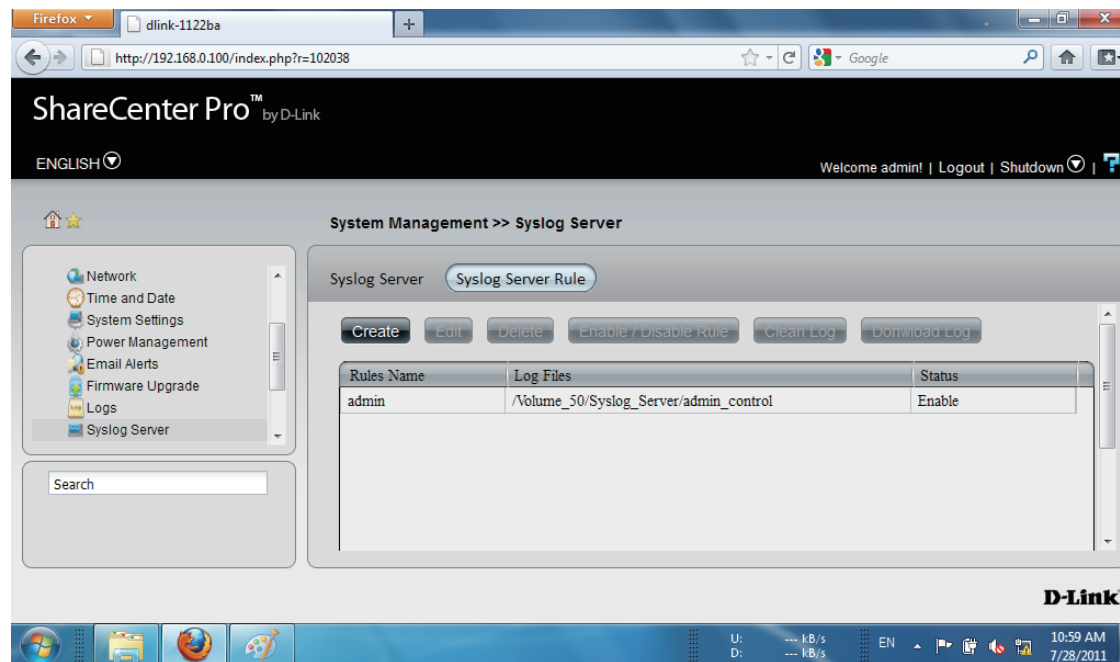 Firefox
dlink-1122ba
http://192.168.0.100/index.php?r=102038
Google
ShareCenter Pro™ by D-Link
ENGLISH
Welcome admin! | Logout | Shutdown | ?
System Management >> Syslog Server
Network
Time and Date
System Settings
Power Management
Email Alerts
Firmware Upgrade
Logs
Syslog Server
Search
Syslog Server Syslog Server Rule
Create Edit Delete Enable / Disable Rule Clean Log Donwload Log
Rules Name Log Files Status
admin /Volume_50/Syslog_Server/admin_control Enable
D-Link
U: --- kB/s
D: --- kB/s
EN
10:59 AM
7/28/2011